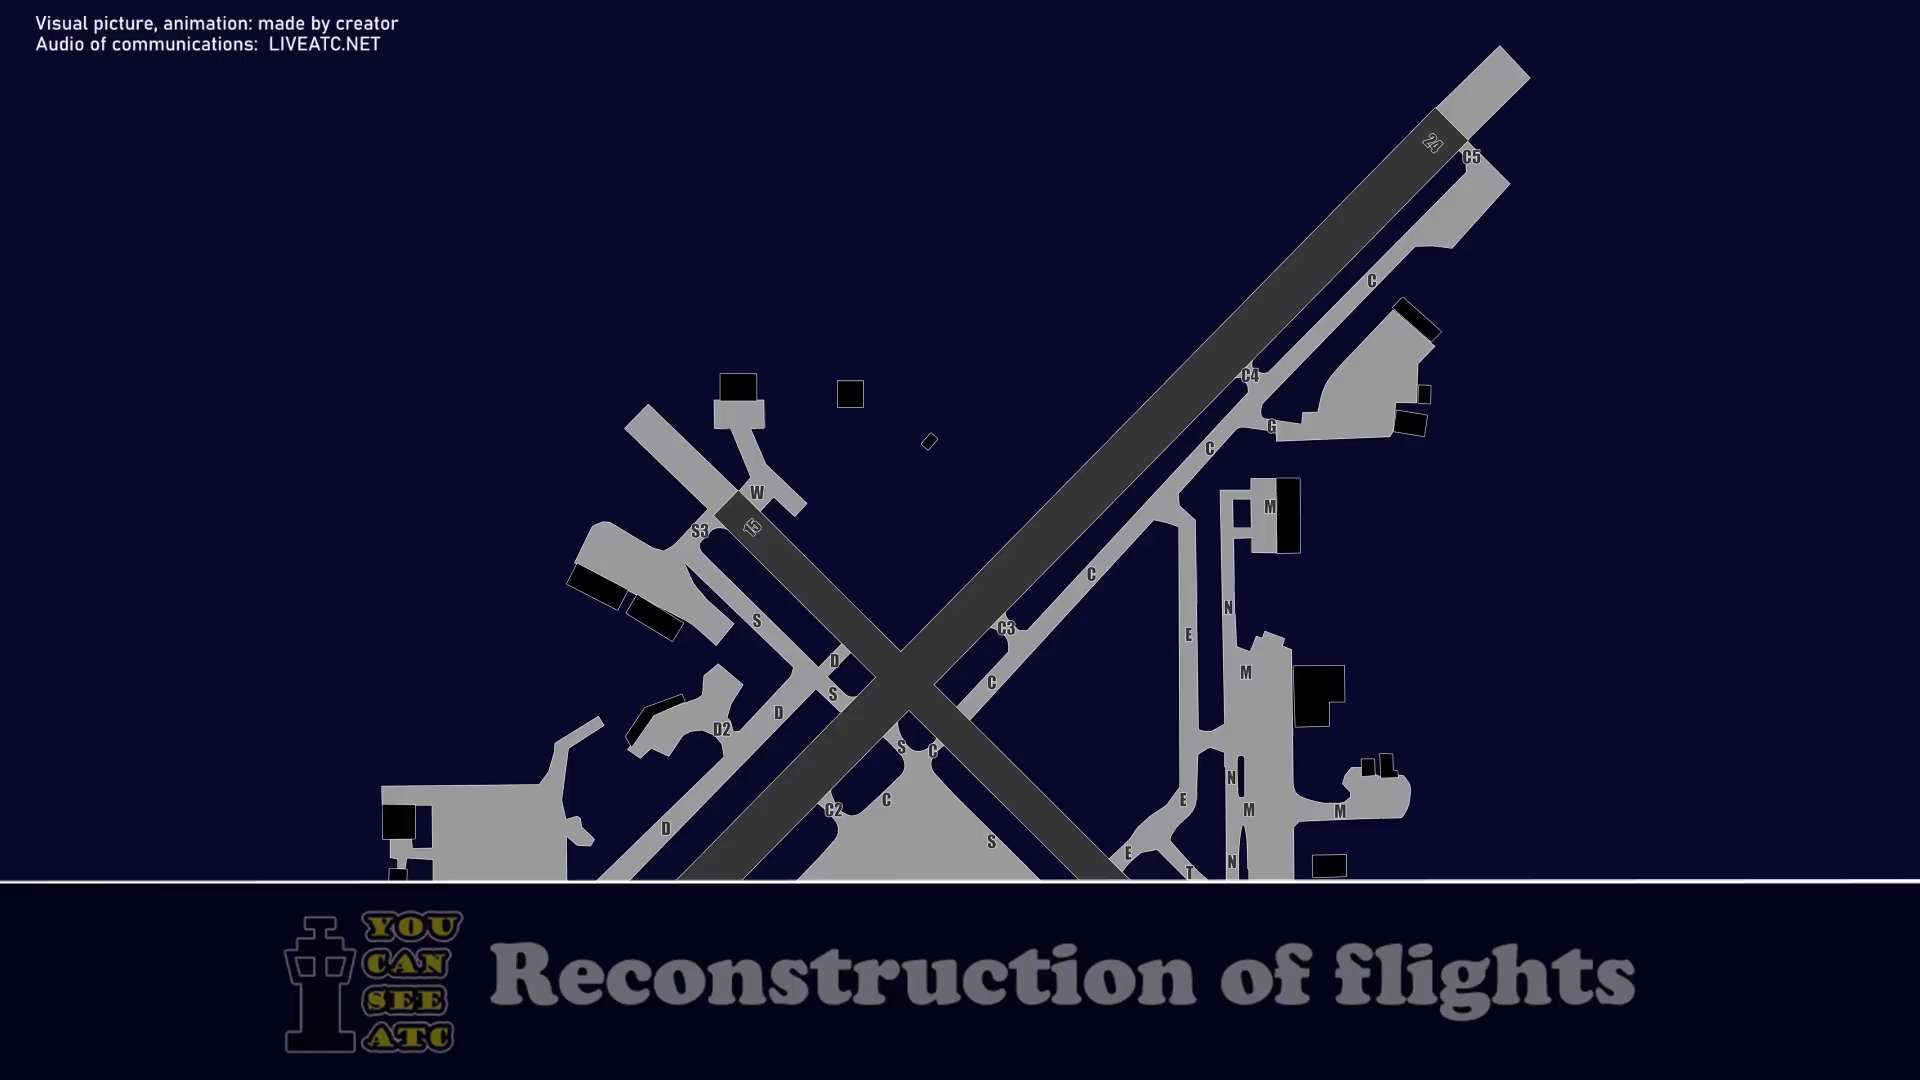 Visual picture, animation: made by creator
Audio of communications: LIVEATC.NET
24
C5
C
C4
G
C
W
M
15
S3
C
N
S
C3
E
D
M
C
S
D
D2
S
C
N
E
C
C2
M
M
D
S
E
N
T
YOU
CAN
SEE
ATC
Reconstruction of flights